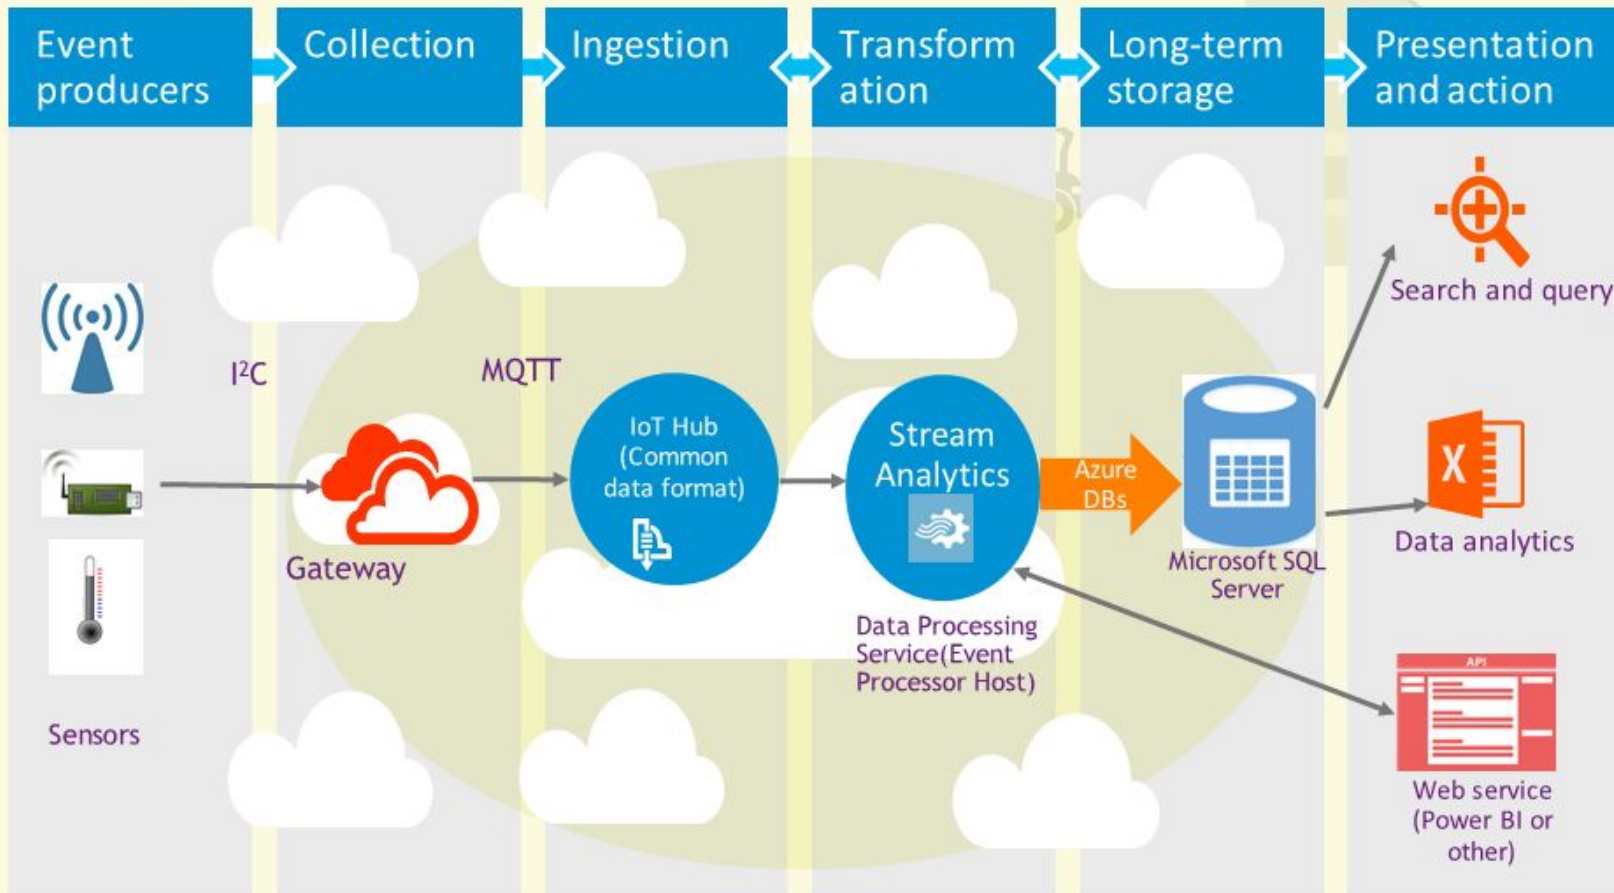 Event
producers
Collection
Ingestion
Transform
ation
Long-term
storage
Presentation
and action
Search and query
I²C
MQTT
IoT Hub
(Common
data format)
Stream
Analytics
Azure
DBs
X
Data analytics
Gateway
Microsoft SQL
Server
Data Processing
Service(Event
Processor Host)
API
Sensors
Web service
(Power BI or
other)